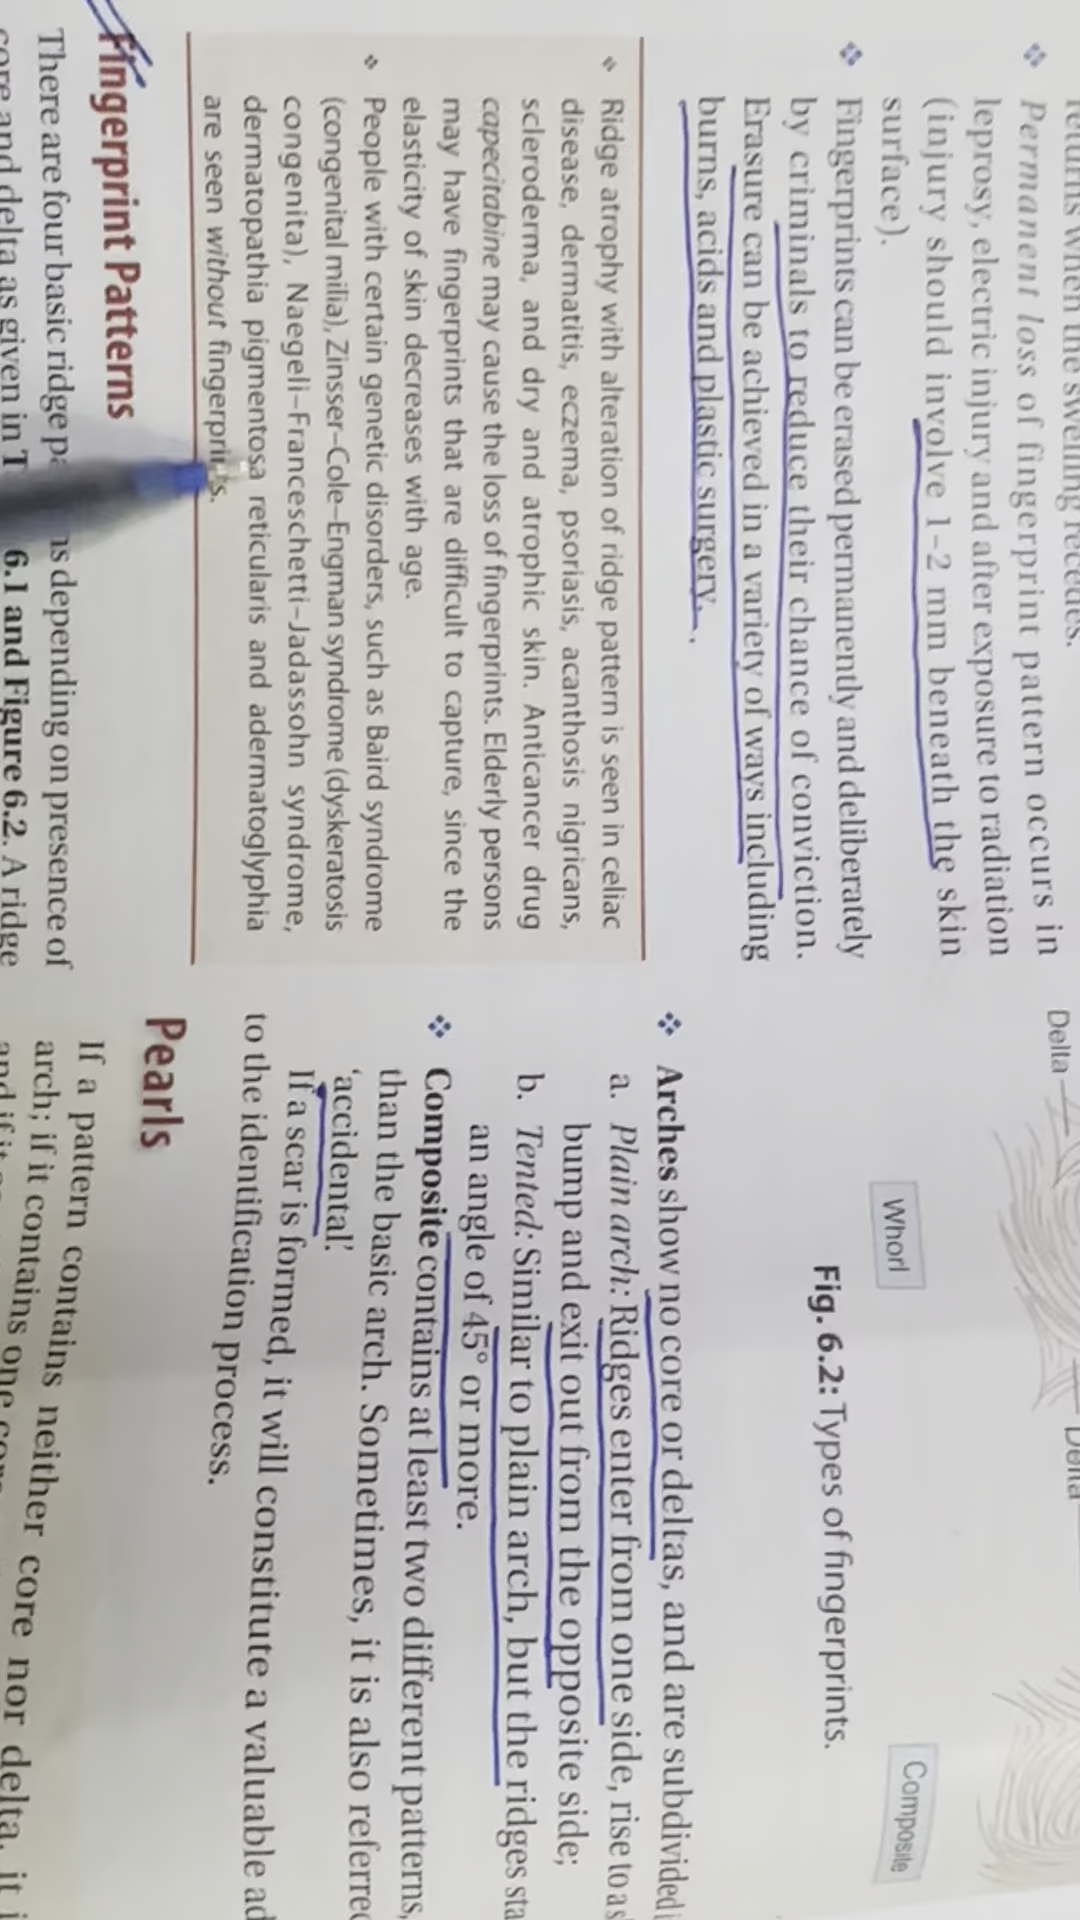 returns when the swelling recedes.
❖ Permanent loss of fingerprint pattern occurs in
leprosy, electric injury and after exposure to radiation
(injury should involve 1–2 mm beneath the skin
surface).
❖ Fingerprints can be erased permanently and deliberately
by criminals to reduce their chance of conviction.
Erasure can be achieved in a variety of ways including
burns, acids and plastic surgery.
❖ Ridge atrophy with alteration of ridge pattern is seen in celiac
disease, dermatitis, eczema, psoriasis, acanthosis nigricans,
scleroderma, and dry and atrophic skin. Anticancer drug
capecitabine may cause the loss of fingerprints. Elderly persons
may have fingerprints that are difficult to capture, since the
elasticity of skin decreases with age.
❖ People with certain genetic disorders, such as Baird syndrome
(congenital milia), Zinsser–Cole–Engman syndrome (dyskeratosis
congenita), Naegeli–Franceschetti–Jadassohn syndrome,
dermatopathia pigmentosa reticularis and adermatoglyphia
are seen without fingerprints.
Fingerprint Patterns
There are four basic ridge depending on presence of
core and delta as given in 6.1 and Figure 6.2. A ridge
Delta
Delta
Whorl
Composite
Fig. 6.2: Types of fingerprints.
❖ Arches show no core or deltas, and are subdivided
a. Plain arch: Ridges enter from one side, rise to a
bump and exit out from the opposite side;
b. Tented: Similar to plain arch, but the ridges
an angle of 45° or more.
❖ Composite contains at least two different patterns,
than the basic arch. Sometimes, it is also referred
'accidental'.
If a scar is formed, it will constitute a valuable
to the identification process.
Pearls
If a pattern contains neither core nor delta, it
arch; if it contains one